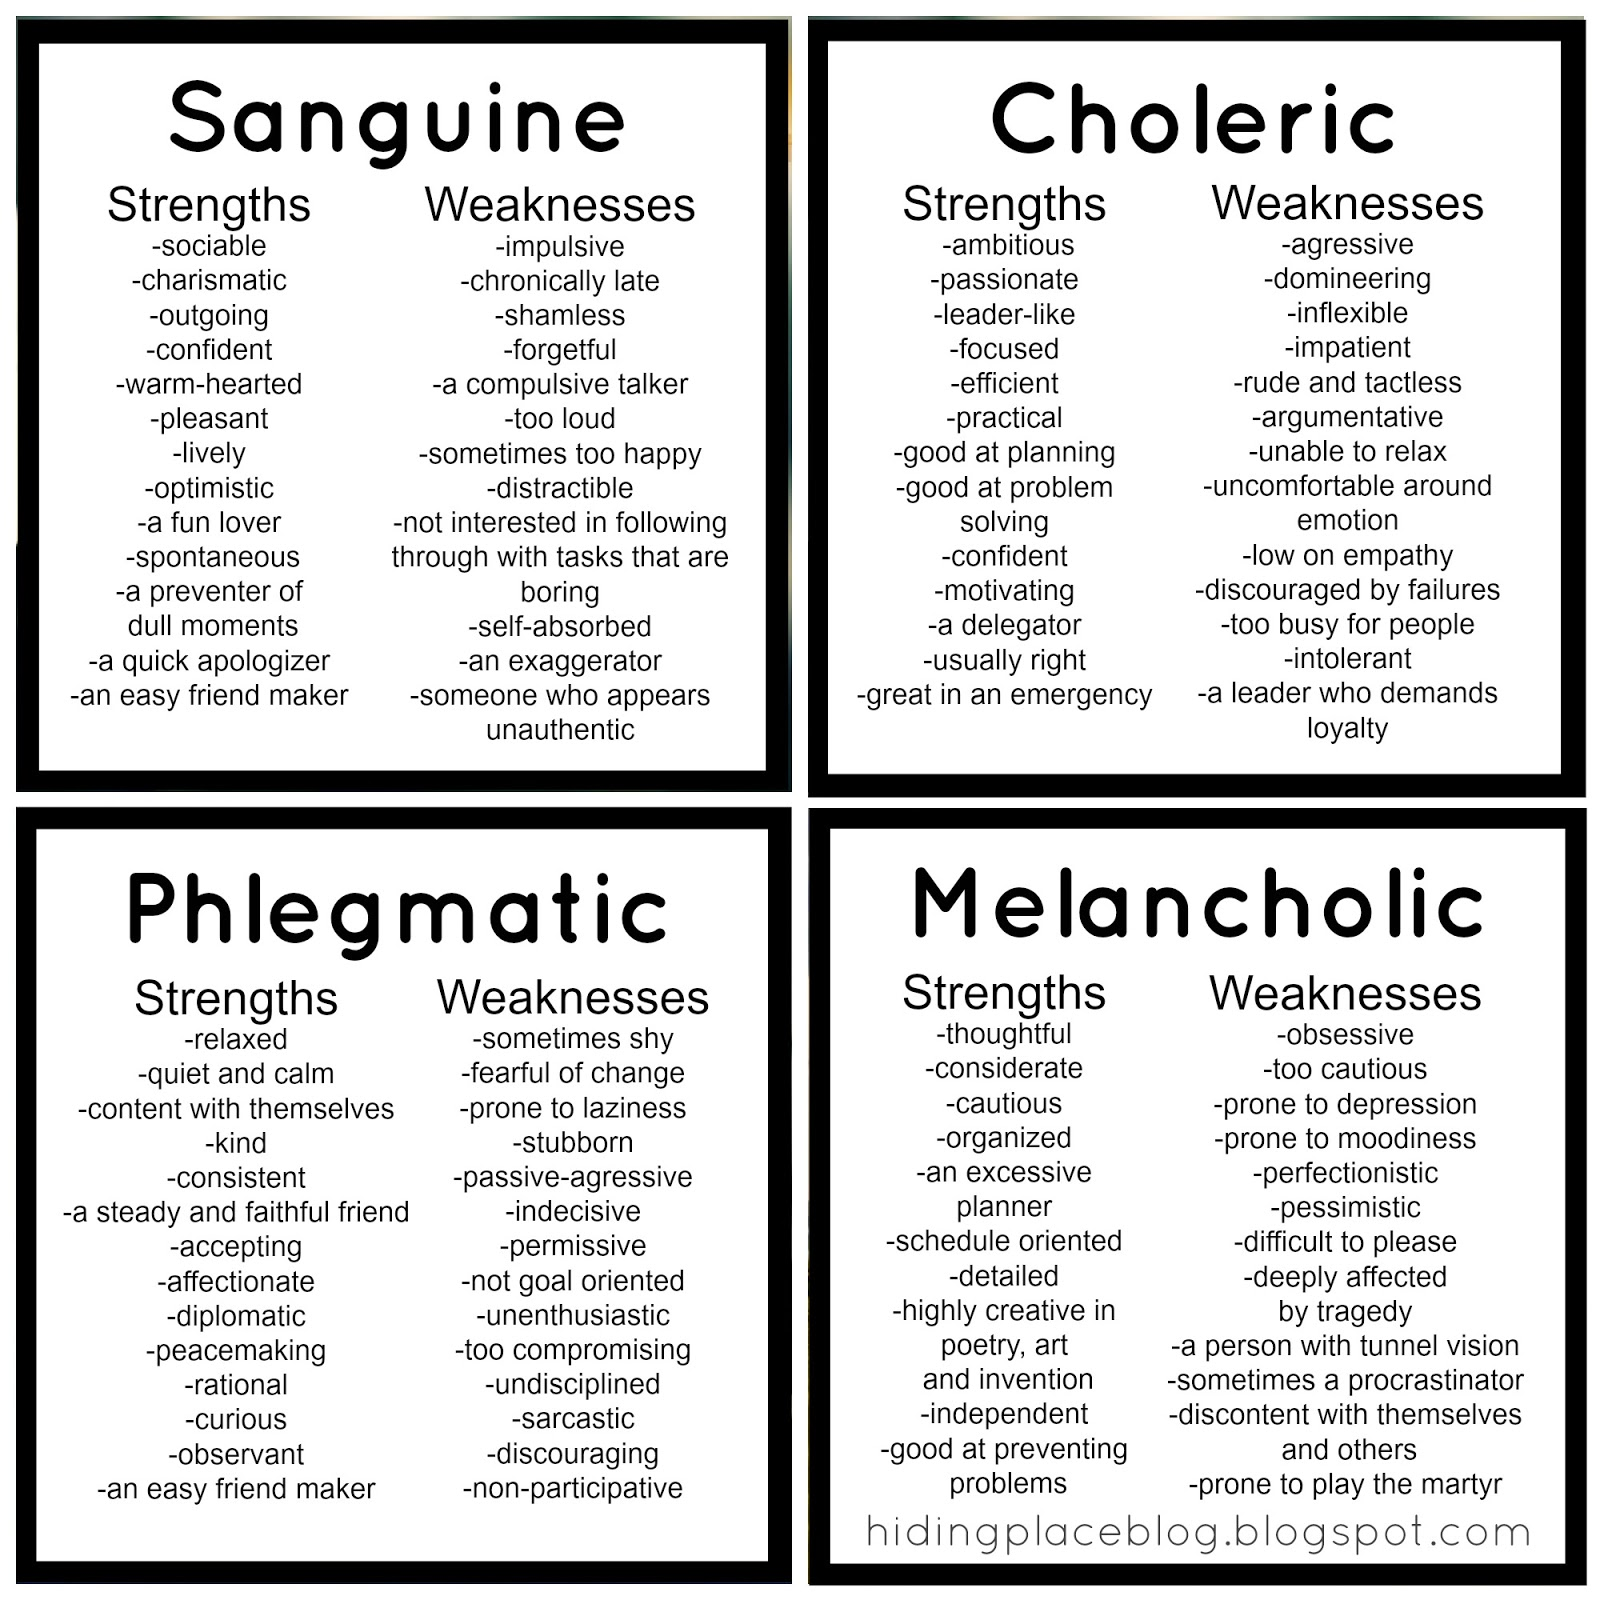 Sanguine
Strengths
-sociable
-charismatic
-outgoing
-confident
-warm-hearted
-pleasant
-lively
-optimistic
-a fun lover
-spontaneous
-a preventer of
dull moments
-a quick apologizer
-an easy friend maker
Weaknesses
-impulsive
-chronically late
-shamless
-forgetful
-a compulsive talker
-too loud
-sometimes too happy
-distractible
-not interested in following
through with tasks that are
boring
-self-absorbed
-an exaggerator
-someone who appears
unauthentic
Choleric
Strengths
-ambitious
-passionate
-leader-like
-focused
-efficient
-practical
-good at planning
-good at problem
solving
-confident
-motivating
-a delegator
-usually right
-great in an emergency
Weaknesses
-agressive
-domineering
-inflexible
-impatient
-rude and tactless
-argumentative
-unable to relax
-uncomfortable around
emotion
-low on empathy
-discouraged by failures
-too busy for people
-intolerant
-a leader who demands
loyalty
Phlegmatic
Strengths
-relaxed
-quiet and calm
-content with themselves
-kind
-consistent
-a steady and faithful friend
-accepting
-affectionate
-diplomatic
-peacemaking
-rational
-curious
-observant
-an easy friend maker
Weaknesses
-sometimes shy
-fearful of change
-prone to laziness
-stubborn
-passive-agressive
-indecisive
-permissive
-not goal oriented
-unenthusiastic
-too compromising
-undisciplined
-sarcastic
-discouraging
-non-participative
Melancholic
Strengths
-thoughtful
-considerate
-cautious
-organized
-an excessive
planner
-schedule oriented
-detailed
-highly creative in
poetry, art
and invention
-independent
-good at preventing
problems
Weaknesses
-obsessive
-too cautious
-prone to depression
-prone to moodiness
-perfectionistic
-pessimistic
-difficult to please
-deeply affected
by tragedy
-a person with tunnel vision
-sometimes a procrastinator
-discontent with themselves
and others
-prone to play the martyr
hidingplaceblog.blogspot.com